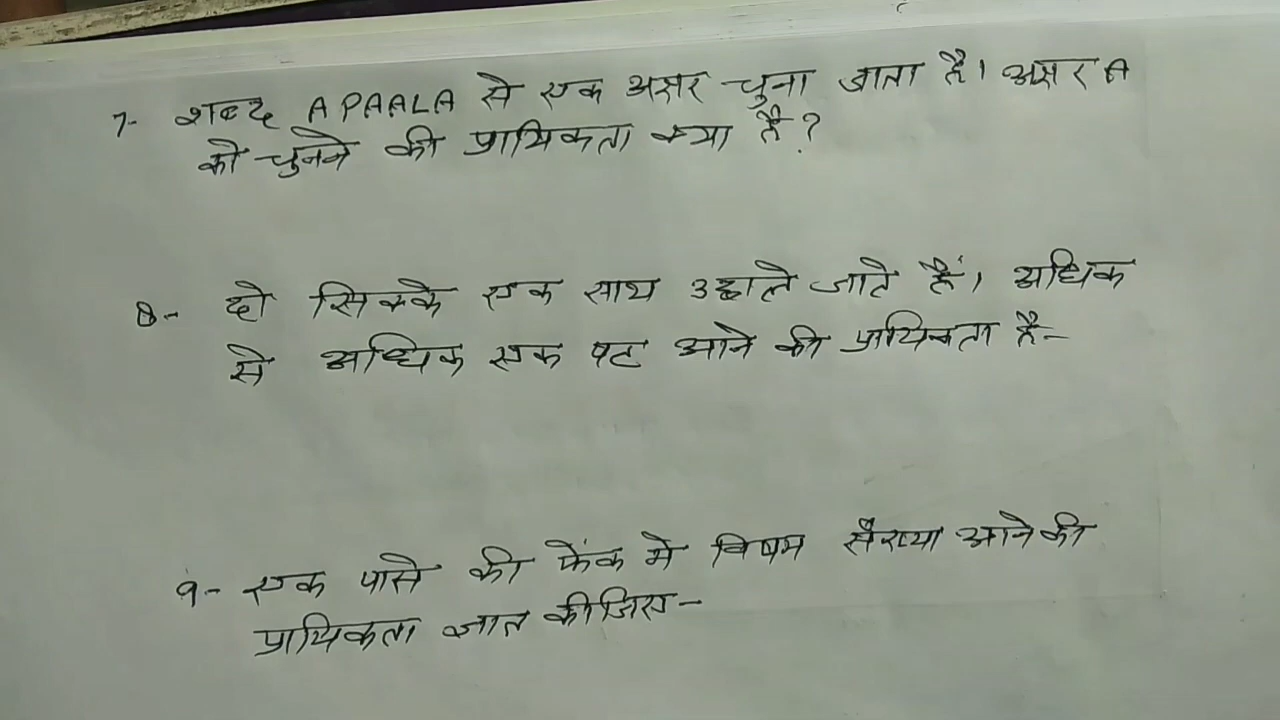 7- शब्द APAALA से एक अक्षर चुना जाता है। अक्षर A
को चुनने की प्रायिकता क्या है?
8- दो सिक्के एक साथ उछाले जाते हैं, अधिक
से अधिक एक पट आने की प्रायिकता है-
9- एक पासे की फेंक मे विषम संख्या आने की
प्रायिकता ज्ञात कीजिए-